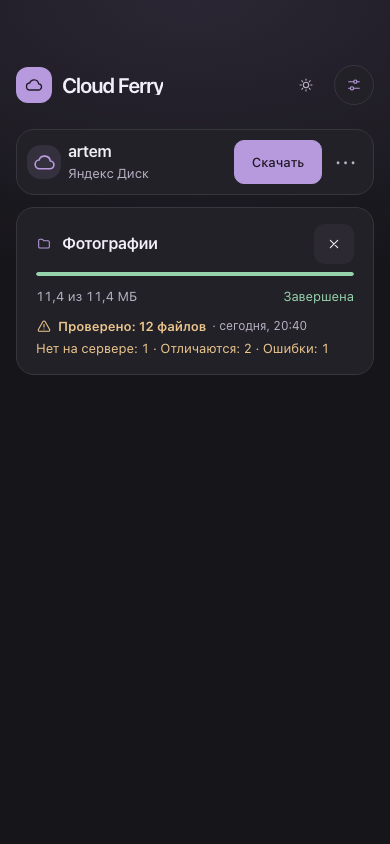 Cloud Ferry
artem
Яндекс Диск
Скачать
Фотографии
11,4 из 11,4 МБ
Завершена
Проверено: 12 файлов · сегодня, 20:40
Нет на сервере: 1 · Отличаются: 2 · Ошибки: 1